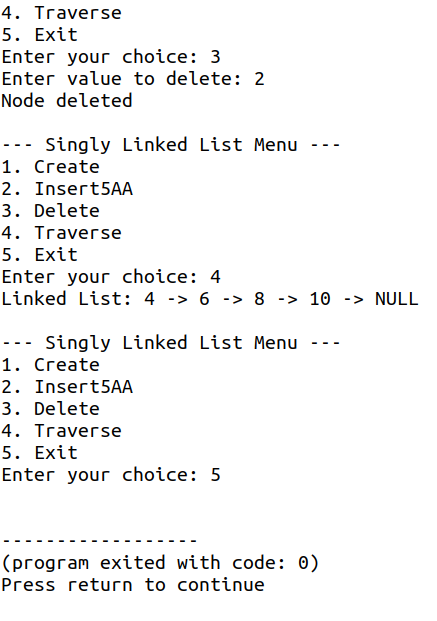 4. Traverse
5. Exit
Enter your choice: 3
Enter value to delete: 2
Node deleted
--- Singly Linked List Menu ---
1. Create
2. Insert5AA
3. Delete
4. Traverse
5. Exit
Enter your choice: 4
Linked List: 4 -> 6 -> 8 -> 10 -> NULL
--- Singly Linked List Menu ---
1. Create
2. Insert5AA
3. Delete
4. Traverse
5. Exit
Enter your choice: 5
------------------
(program exited with code: 0)
Press return to continue